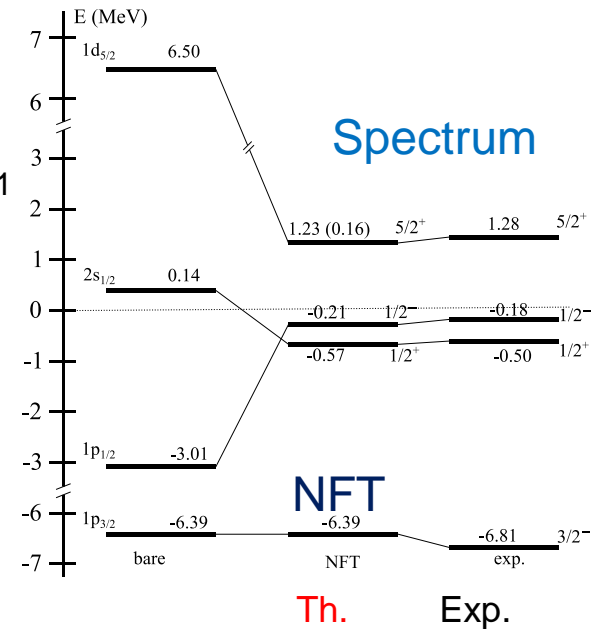 E (MeV)
7
1d5/2 6.50
6
Spectrum
3
1
2
1.23 (0.16) 5/2+ 1.28 5/2+
1
2s1/2 0.14
0
-0.21 1/2− -0.18 1/2−
-1
-0.57 1/2+ -0.50 1/2+
-2
1p1/2 -3.01
-3
NFT
-6
1p3/2 -6.39 -6.39 -6.81 3/2−
-7
bare NFT exp.
Th. Exp.